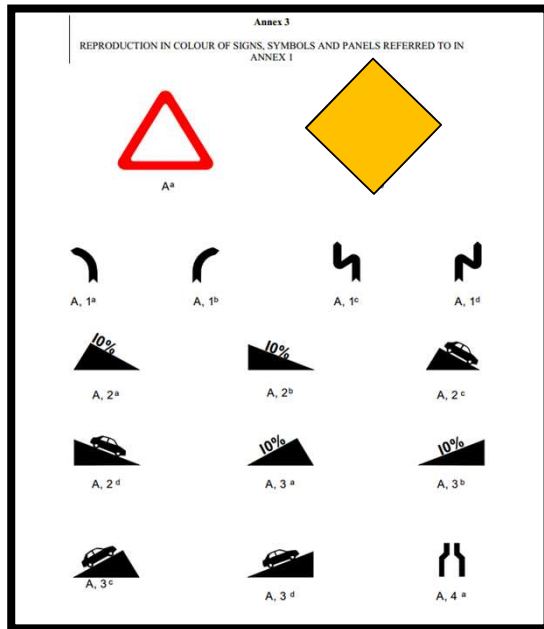 Annex 3
REPRODUCTION IN COLOUR OF SIGNS, SYMBOLS AND PANELS REFERRED TO IN
ANNEX 1
Aª
A, 1ª A, 1ᵇ A, 1ᶜ A, 1ᵈ
10% 10%
A, 2ª A, 2ᵇ A, 2ᶜ
10% 10%
A, 2ᵈ A, 3ª A, 3ᵇ
A, 3ᶜ A, 3ᵈ A, 4ª